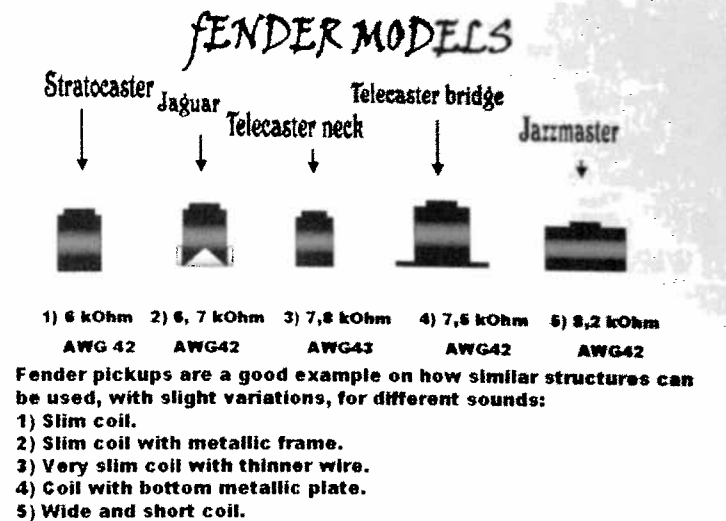 fENDER MODELS
Stratocaster
Jaguar
Telecaster neck
Telecaster bridge
Jazzmaster
1) 6 kOhm 2) 6, 7 kOhm 3) 7,8 kOhm 4) 7,5 kOhm 5) 8,2 kOhm
AWG 42 AWG42 AWG43 AWG42 AWG42
Fender pickups are a good example on how similar structures can
be used, with slight variations, for different sounds:
1) Slim coil.
2) Slim coil with metallic frame.
3) Very slim coil with thinner wire.
4) Coil with bottom metallic plate.
5) Wide and short coil.